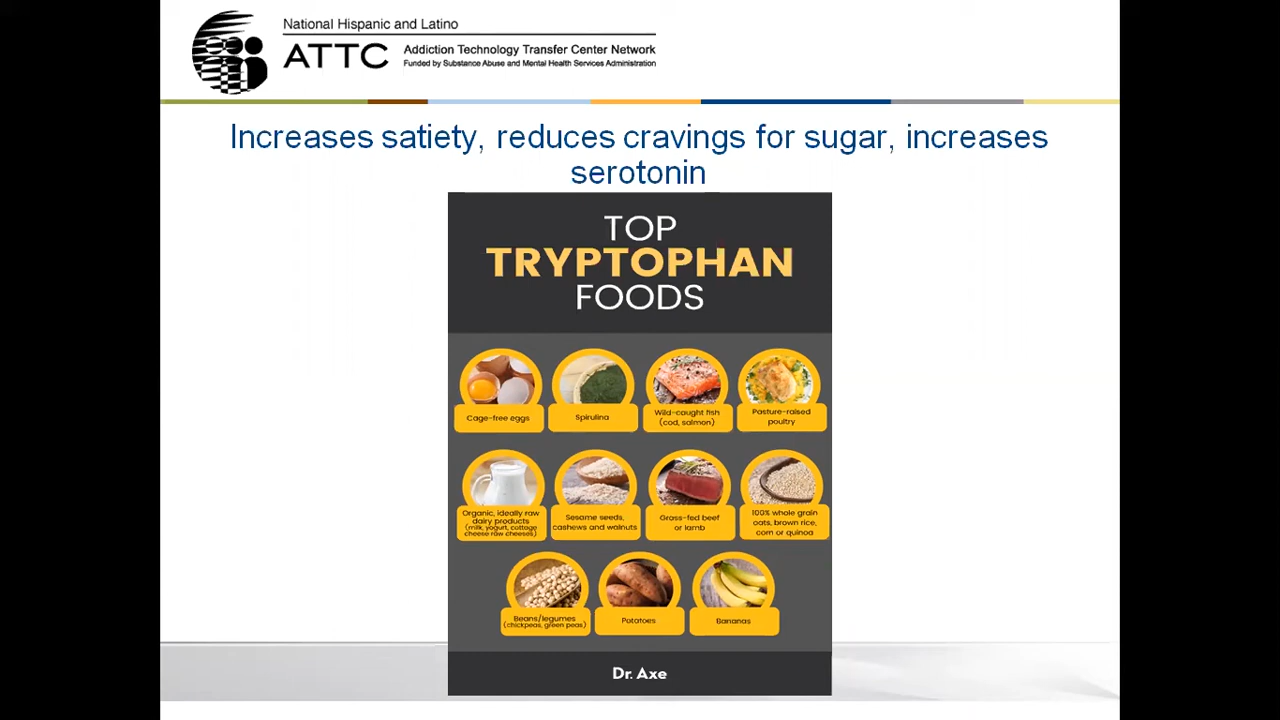 National Hispanic and Latino
ATTC
Addiction Technology Transfer Center Network
Funded by Substance Abuse and Mental Health Services Administration
Increases satiety, reduces cravings for sugar, increases
serotonin
TOP
TRYPTOPHAN
FOODS
Cage-free eggs
Spirulina
Wild-caught fish
(cod, salmon)
Pasture-raised
poultry
Organic, ideally raw
dairy products
(milk, yogurt, cottage
cheese raw cheeses)
Sesame seeds,
cashews and walnuts
Grass-fed beef
or lamb
100% whole grain
oats, brown rice,
corn or quinoa
Beans/legumes
(chickpeas, green peas)
Potatoes
Bananas
Dr. Axe